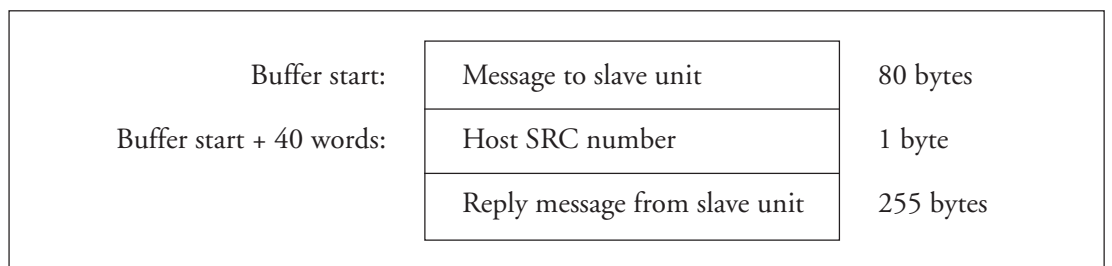 Buffer start: Message to slave unit 80 bytes
Buffer start + 40 words: Host SRC number 1 byte
Reply message from slave unit 255 bytes